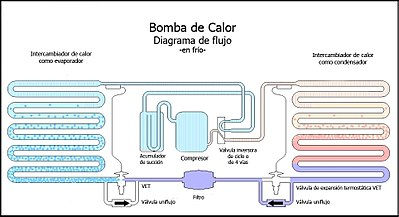 Bomba de Calor
Diagrama de flujo
-en frío-
Intercambiador de calor
como evaporador
Intercambiador de calor
como condensador
Acumulador
de succión
Compresor
Válvula inversora
de ciclo o
de 4 vías
VET
Válvula uniflujo
Filtro
Válvula de expansión termostática VET
Válvula uniflujo